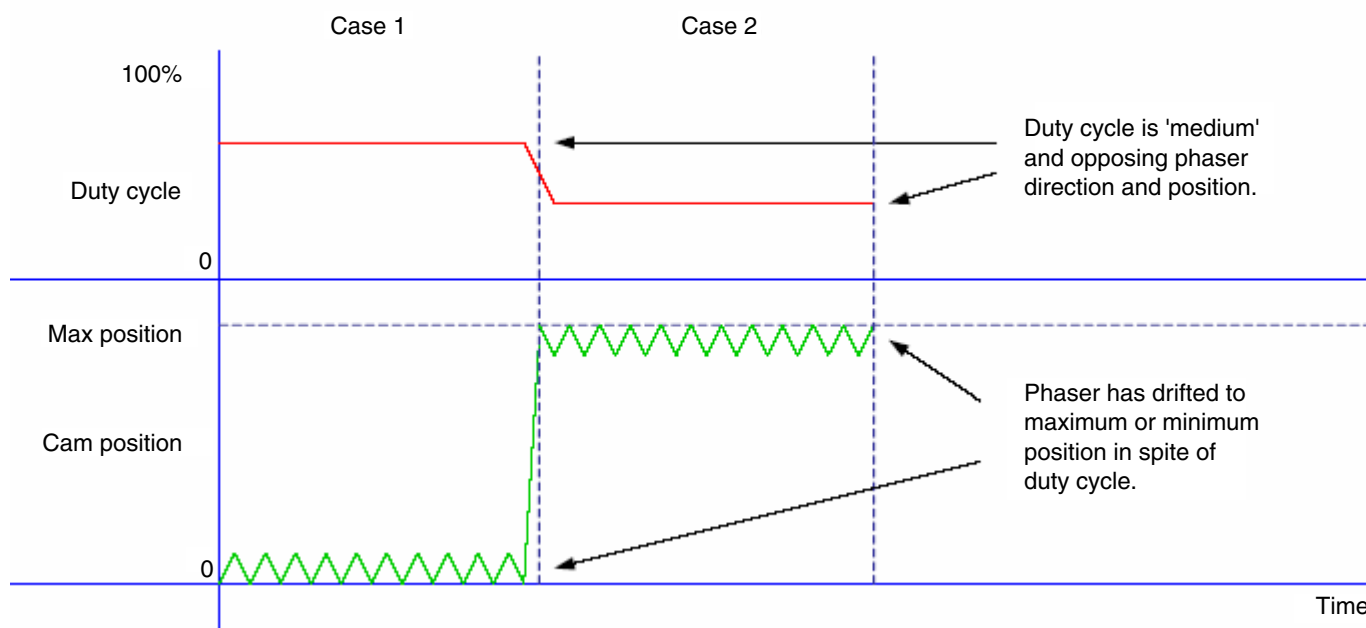 Case 1
Case 2
100%
Duty cycle
0
Duty cycle is 'medium'
and opposing phaser
direction and position.
Max position
Cam position
0
Phaser has drifted to
maximum or minimum
position in spite of
duty cycle.
Time